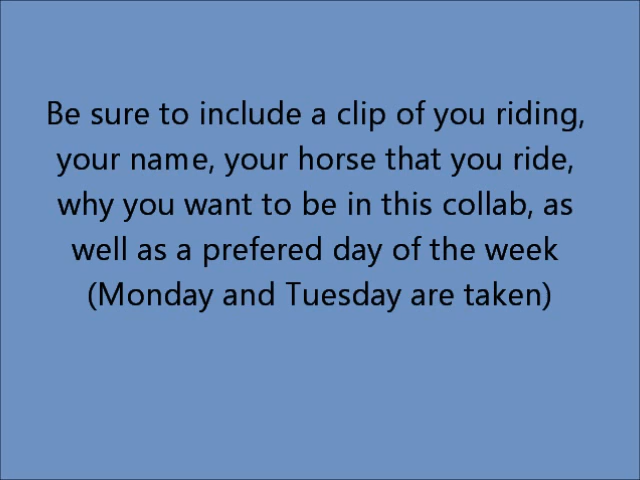 Be sure to include a clip of you riding,
your name, your horse that you ride,
why you want to be in this collab, as
well as a prefered day of the week
(Monday and Tuesday are taken)